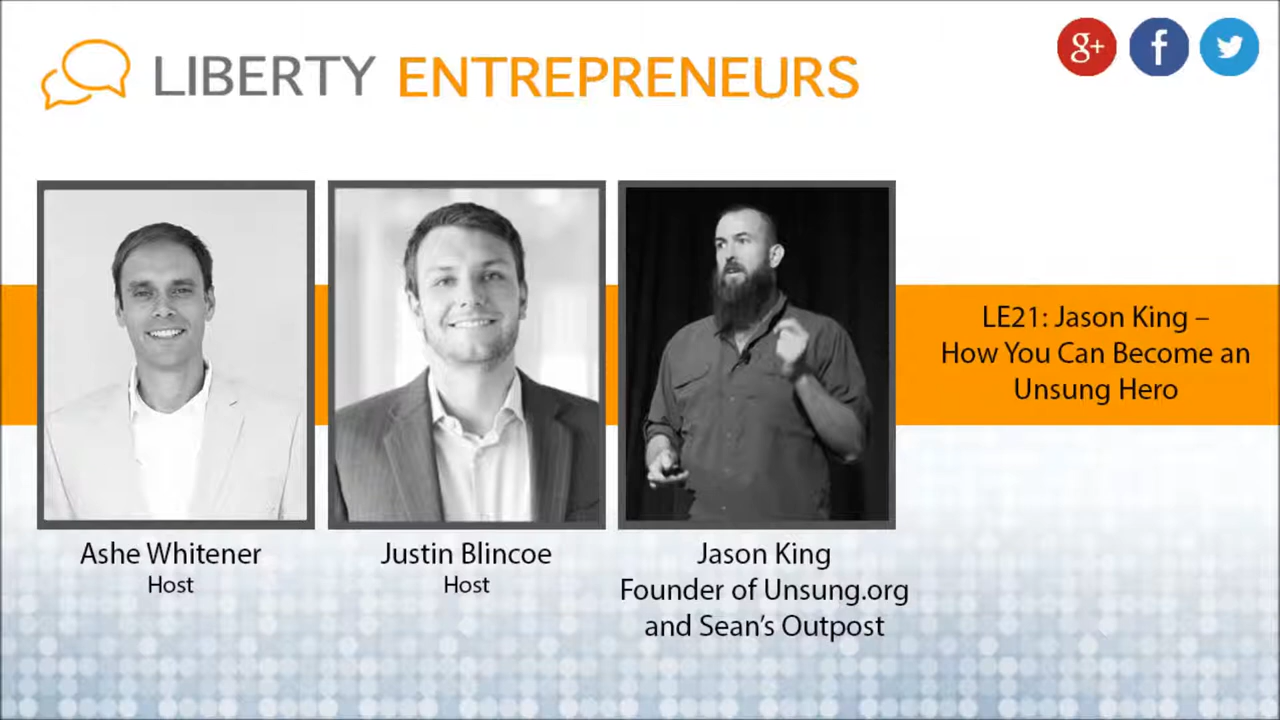 LIBERTY ENTREPRENEURS
g+
f
LE21: Jason King –
How You Can Become an
Unsung Hero
Ashe Whitener
Host
Justin Blincoe
Host
Jason King
Founder of Unsung.org
and Sean's Outpost